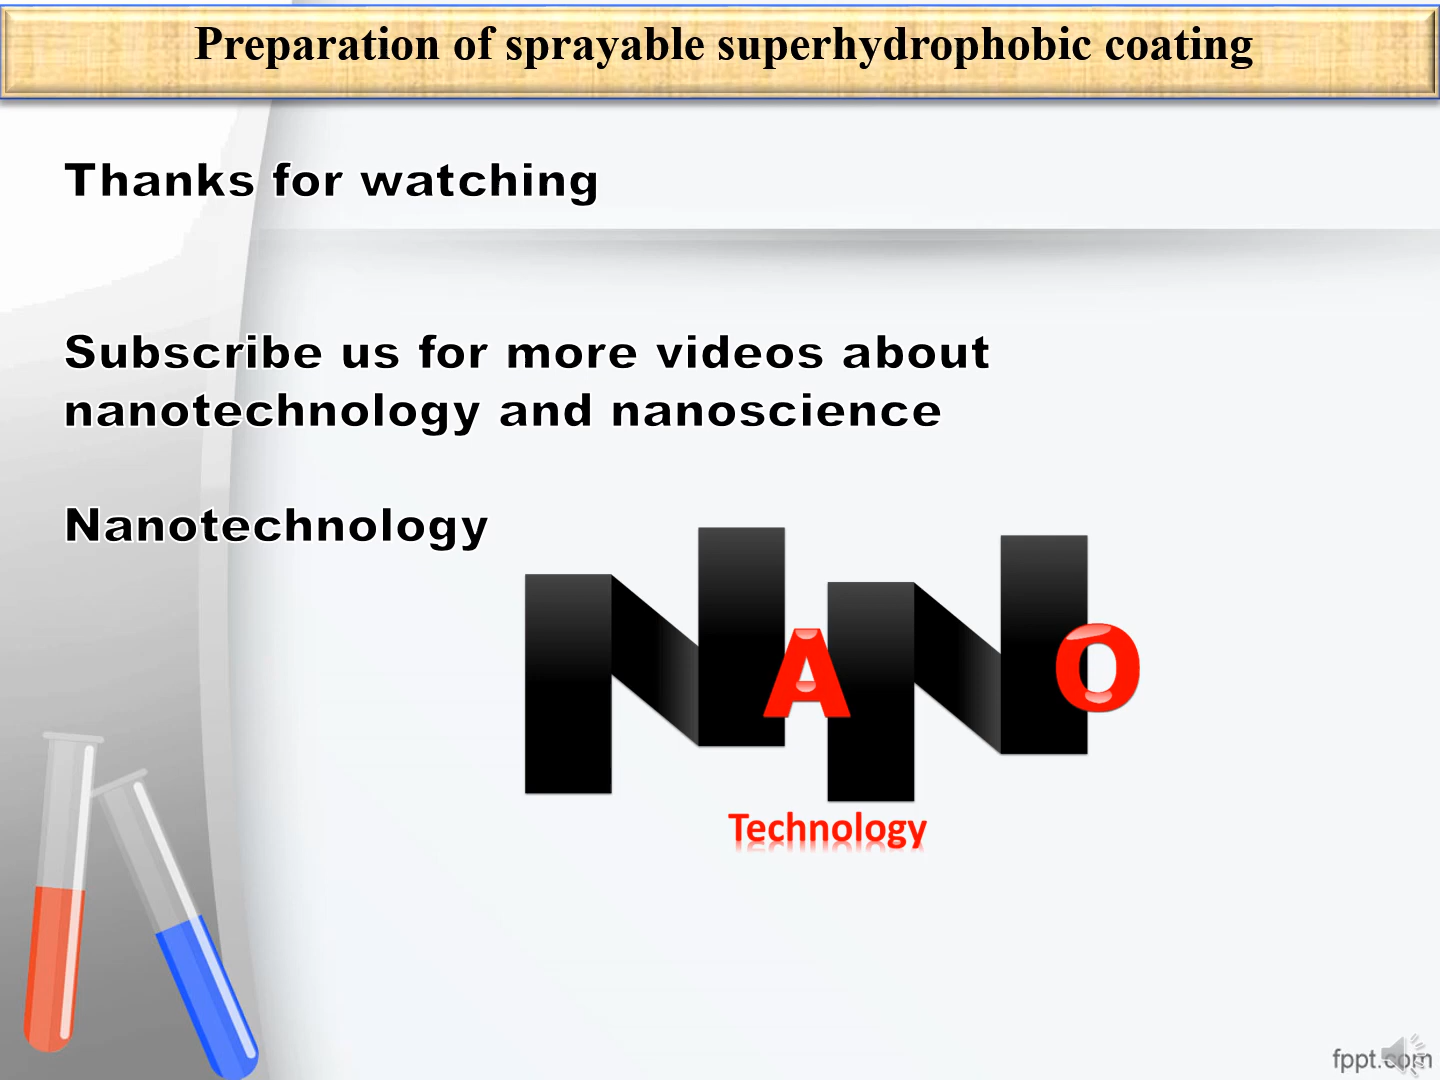 Preparation of sprayable superhydrophobic coating
Thanks for watching
Subscribe us for more videos about
nanotechnology and nanoscience
Nanotechnology
NANO
Technology
fppt.com